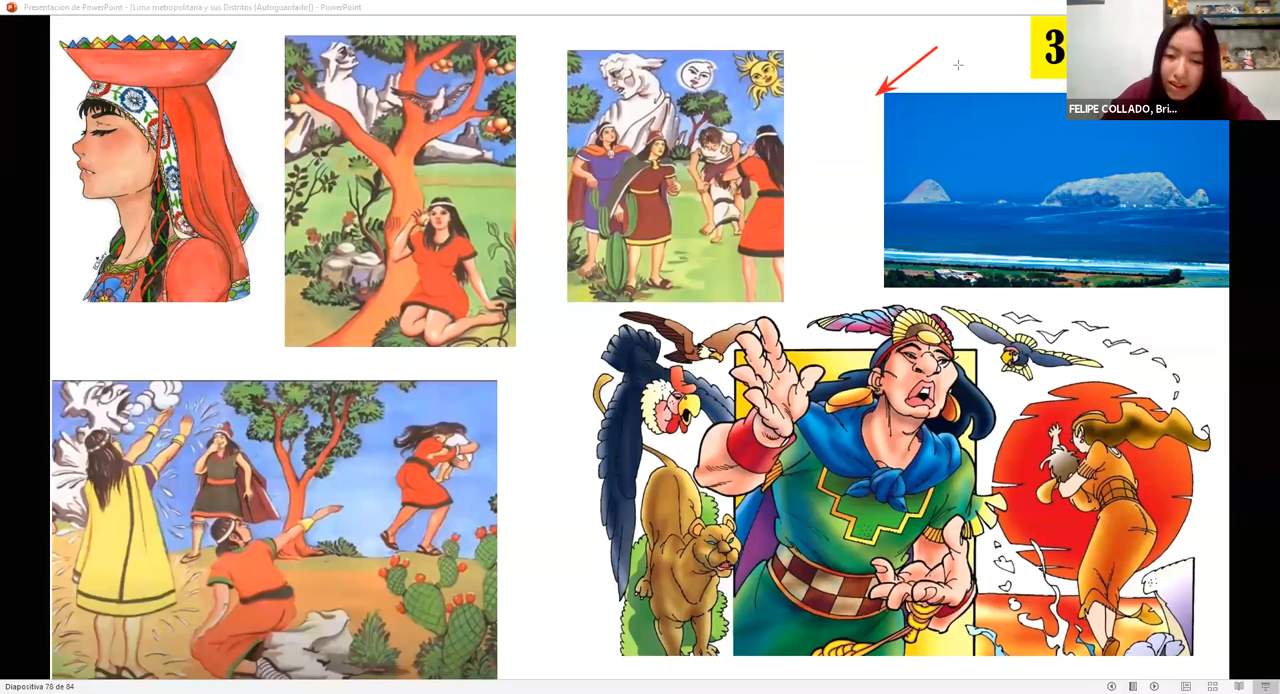 Presentación de PowerPoint - [Lima metropolitana y sus Distritos [Autoguardado]] - PowerPoint
3
FELIPE COLLADO, Bri...
Diapositiva 78 de 84